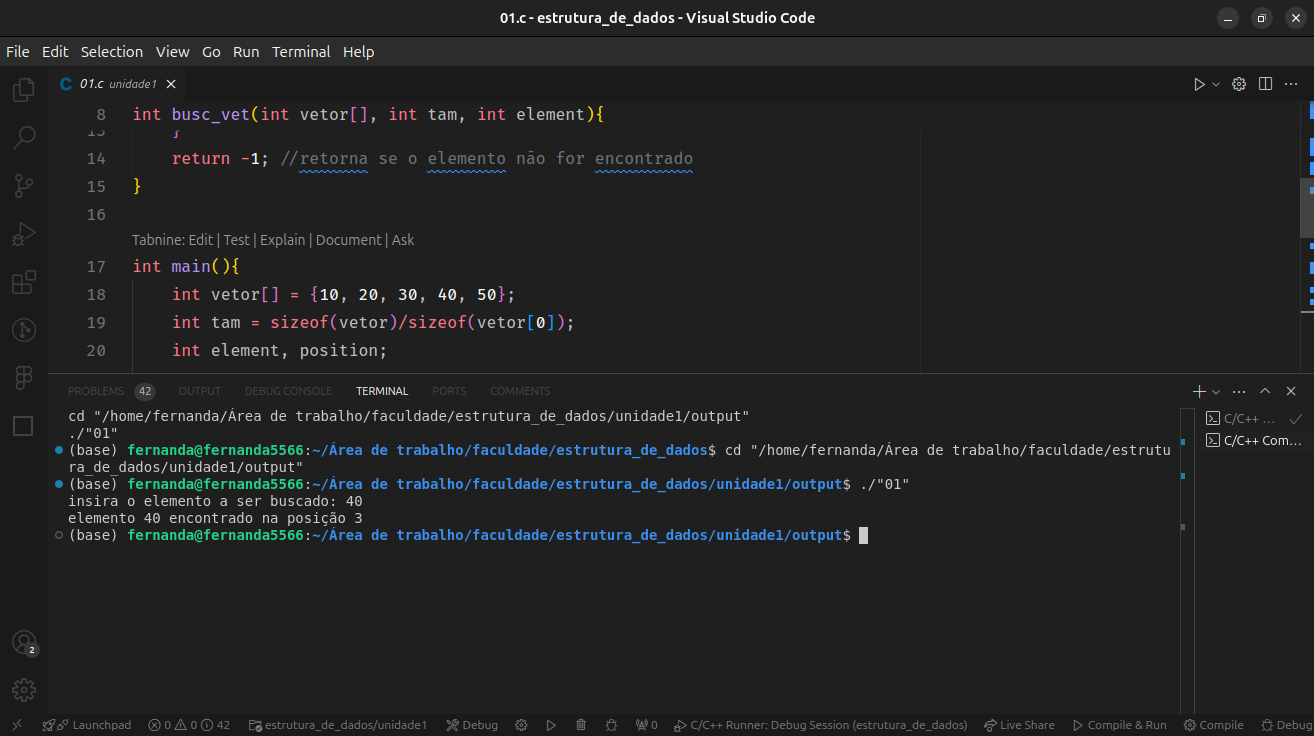 01.c - estrutura_de_dados - Visual Studio Code
File Edit Selection View Go Run Terminal Help
C 01.c unidade1
8 int busc_vet(int vetor[], int tam, int element){
13 }
14 return -1; //retorna se o elemento não for encontrado
15 }
16
Tabnine: Edit | Test | Explain | Document | Ask
17 int main(){
18 int vetor[] = {10, 20, 30, 40, 50};
19 int tam = sizeof(vetor)/sizeof(vetor[0]);
20 int element, position;
PROBLEMS 42 OUTPUT DEBUG CONSOLE TERMINAL PORTS COMMENTS
cd "/home/fernanda/Área de trabalho/faculdade/estrutura_de_dados/unidade1/output"
./"01"
(base) fernanda@fernanda5566:~/Área de trabalho/faculdade/estrutura_de_dados$ cd "/home/fernanda/Área de trabalho/faculdade/estrutu
ra_de_dados/unidade1/output"
(base) fernanda@fernanda5566:~/Área de trabalho/faculdade/estrutura_de_dados/unidade1/output$ ./"01"
insira o elemento a ser buscado: 40
elemento 40 encontrado na posição 3
(base) fernanda@fernanda5566:~/Área de trabalho/faculdade/estrutura_de_dados/unidade1/output$
C/C++ ...
C/C++ Com...
2
Launchpad 0 0 42 estrutura_de_dados/unidade1 Debug 0 C/C++ Runner: Debug Session (estrutura_de_dados) Live Share Compile & Run Compile Debug